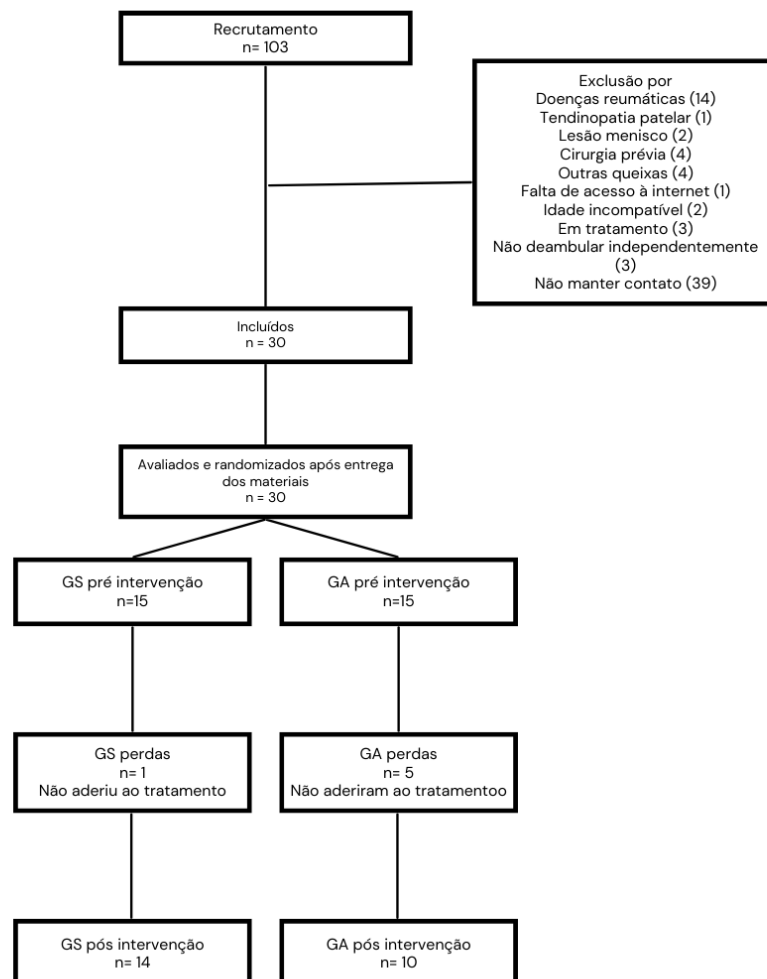 Recrutamento
n= 103
Exclusão por
Doenças reumáticas (14)
Tendinopatia patelar (1)
Lesão menisco (2)
Cirurgia prévia (4)
Outras queixas (4)
Falta de acesso à internet (1)
Idade incompatível (2)
Em tratamento (3)
Não deambular independentemente
(3)
Não manter contato (39)
Incluídos
n = 30
Avaliados e randomizados após entrega
dos materiais
n = 30
GS pré intervenção
n=15
GA pré intervenção
n=15
GS perdas
n= 1
Não aderiu ao tratamento
GA perdas
n= 5
Não aderiram ao tratamentoo
GS pós intervenção
n= 14
GA pós intervenção
n= 10